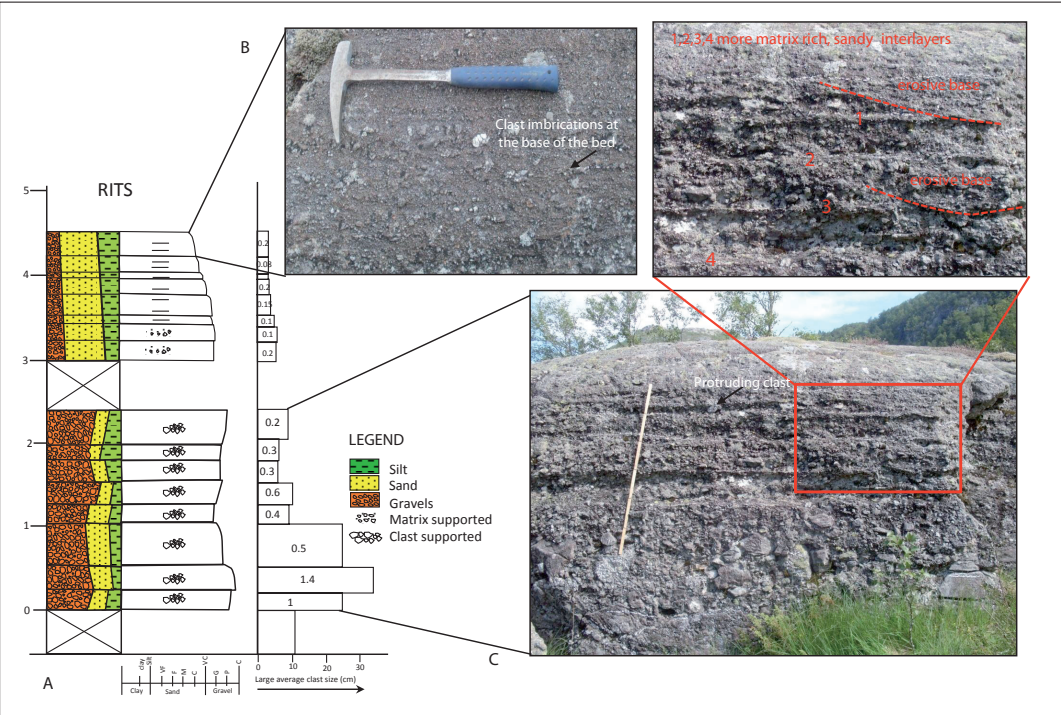 B
Clast imbrications at
the base of the bed
1,2,3,4 more matrix rich, sandy interlayers
erosive base
1
2
erosive base
3
4
RITS
5
4
3
2
1
0
0.2
0.08
0.2
0.15
0.1
0.1
0.2
0.2
0.3
0.3
0.6
0.4
0.5
1.4
1
LEGEND
Silt
Sand
Gravels
Matrix supported
Clast supported
Protruding clast
C
A
clay
Silt
VF
F
M
C
VC
G
P
C
Clay
Sand
Gravel
0
10
20
30
Large average clast size (cm)